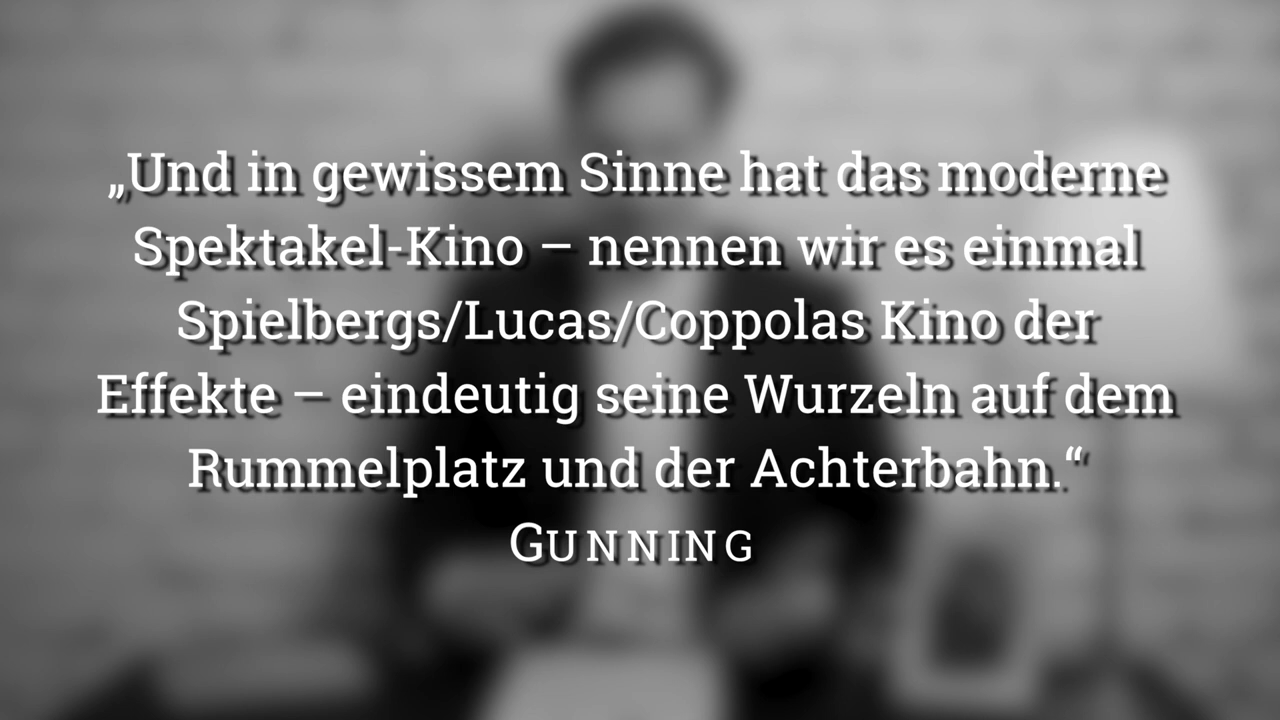 „Und in gewissem Sinne hat das moderne
Spektakel-Kino – nennen wir es einmal
Spielbergs/Lucas/Coppolas Kino der
Effekte – eindeutig seine Wurzeln auf dem
Rummelplatz und der Achterbahn.“
GUNNING